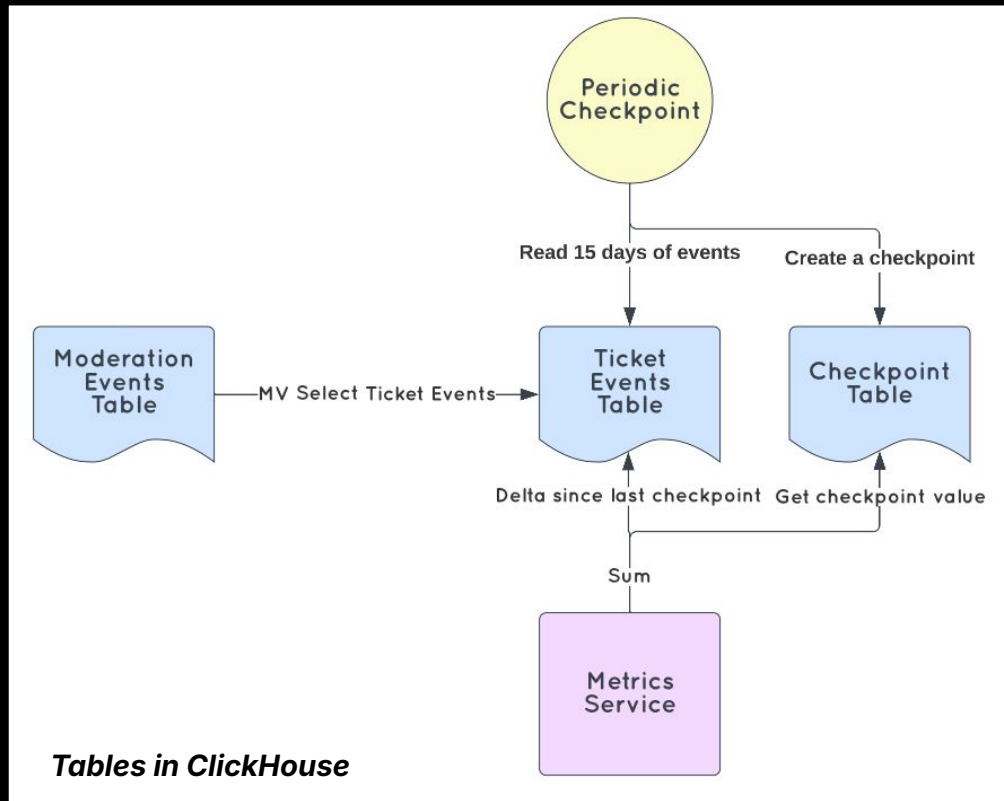 Periodic
Checkpoint
Read 15 days of events
Create a checkpoint
Moderation
Events
Table
MV Select Ticket Events
Ticket
Events
Table
Checkpoint
Table
Delta since last checkpoint
Get checkpoint value
Sum
Metrics
Service
Tables in ClickHouse